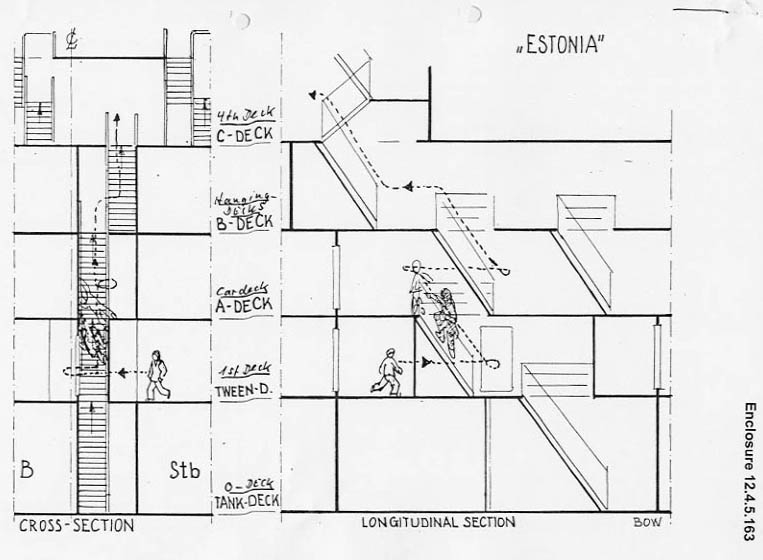 „ESTONIA"
℄
4th Deck
C-DECK
Hanging-
Decks
B-DECK
Cardeck
A-DECK
1st Deck
TWEEN-D.
0-DECK
TANK-DECK
B
Stb
CROSS-SECTION
LONGITUDINAL SECTION
BOW
Enclosure 12.4.5.163